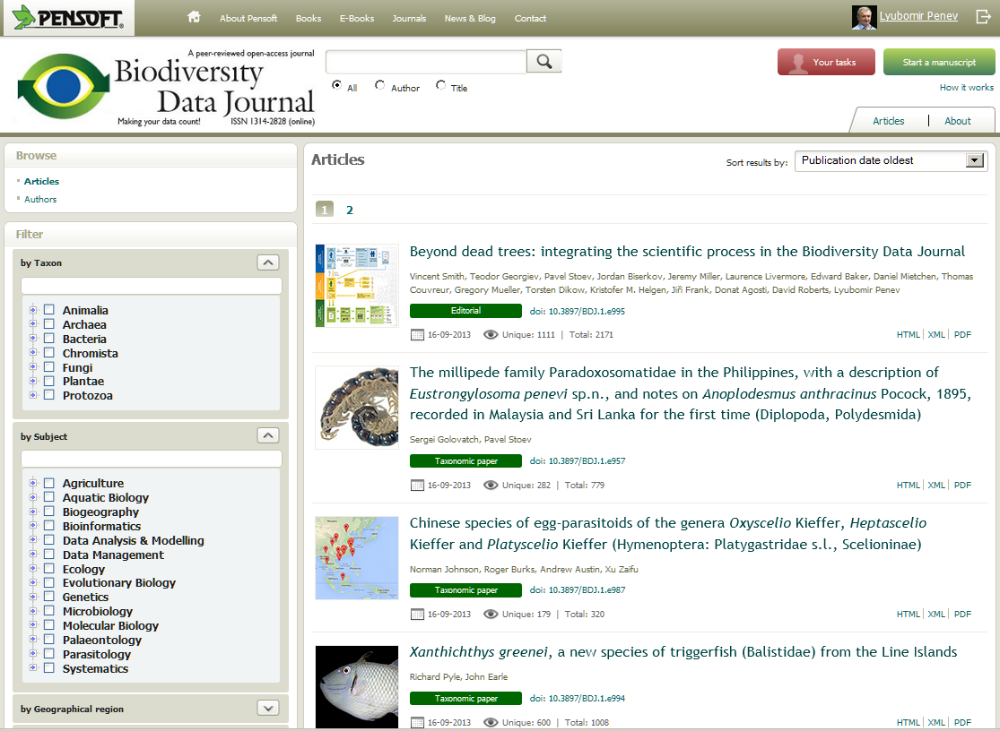 PENSOFT.
About Pensoft Books E-Books Journals News & Blog Contact
Lyubomir Penev
A peer-reviewed open-access journal
Biodiversity
Data Journal
Making your data count! ISSN 1314-2828 (online)
All Author Title
Your tasks
Start a manuscript
How it works
Articles | About
Browse
Articles
Authors
Filter
by Taxon
Animalia
Archaea
Bacteria
Chromista
Fungi
Plantae
Protozoa
by Subject
Agriculture
Aquatic Biology
Biogeography
Bioinformatics
Data Analysis & Modelling
Data Management
Ecology
Evolutionary Biology
Genetics
Microbiology
Molecular Biology
Palaeontology
Parasitology
Systematics
by Geographical region
Articles
Sort results by: Publication date oldest
1 2
Beyond dead trees: integrating the scientific process in the Biodiversity Data Journal
Vincent Smith, Teodor Georgiev, Pavel Stoev, Jordan Biserkov, Jeremy Miller, Laurence Livermore, Edward Baker, Daniel Mietchen, Thomas
Couvreur, Gregory Mueller, Torsten Dikow, Kristofer M. Helgen, Jiří Frank, Donat Agosti, David Roberts, Lyubomir Penev
Editorial doi: 10.3897/BDJ.1.e995
16-09-2013 Unique: 1111 | Total: 2171 HTML | XML | PDF
The millipede family Paradoxosomatidae in the Philippines, with a description of
Eustrongylosoma penevi sp.n., and notes on Anoplodesmus anthracinus Pocock, 1895,
recorded in Malaysia and Sri Lanka for the first time (Diplopoda, Polydesmida)
Sergei Golovatch, Pavel Stoev
Taxonomic paper doi: 10.3897/BDJ.1.e957
16-09-2013 Unique: 282 | Total: 779 HTML | XML | PDF
Chinese species of egg-parasitoids of the genera Oxyscelio Kieffer, Heptascelio
Kieffer and Platyscelio Kieffer (Hymenoptera: Platygastridae s.l., Scelioninae)
Norman Johnson, Roger Burks, Andrew Austin, Xu Zaifu
Taxonomic paper doi: 10.3897/BDJ.1.e987
16-09-2013 Unique: 179 | Total: 320 HTML | XML | PDF
Xanthichthys greenei, a new species of triggerfish (Balistidae) from the Line Islands
Richard Pyle, John Earle
Taxonomic paper doi: 10.3897/BDJ.1.e994
16-09-2013 Unique: 600 | Total: 1008 HTML | XML | PDF